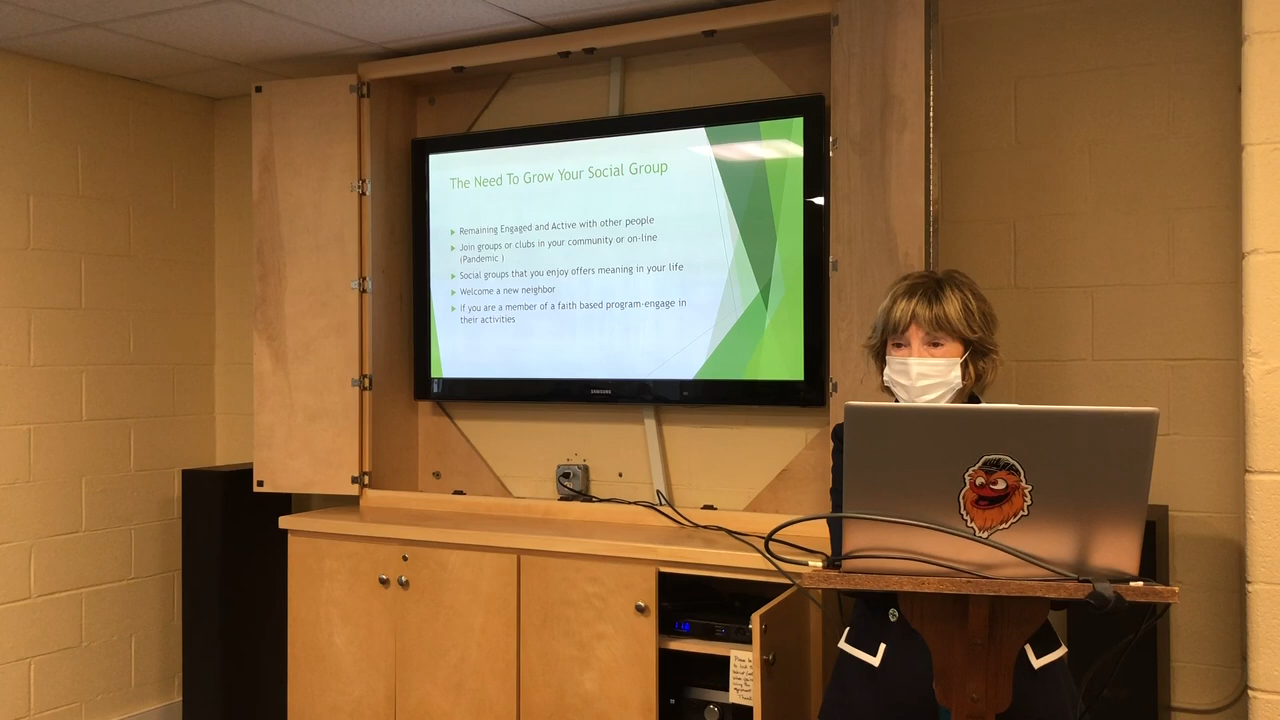 The Need To Grow Your Social Group
Remaining Engaged and Active with other people
Join groups or clubs in your community or on-line
(Pandemic )
Social groups that you enjoy offers meaning in your life
Welcome a new neighbor
If you are a member of a faith based program-engage in
their activities
SAMSUNG